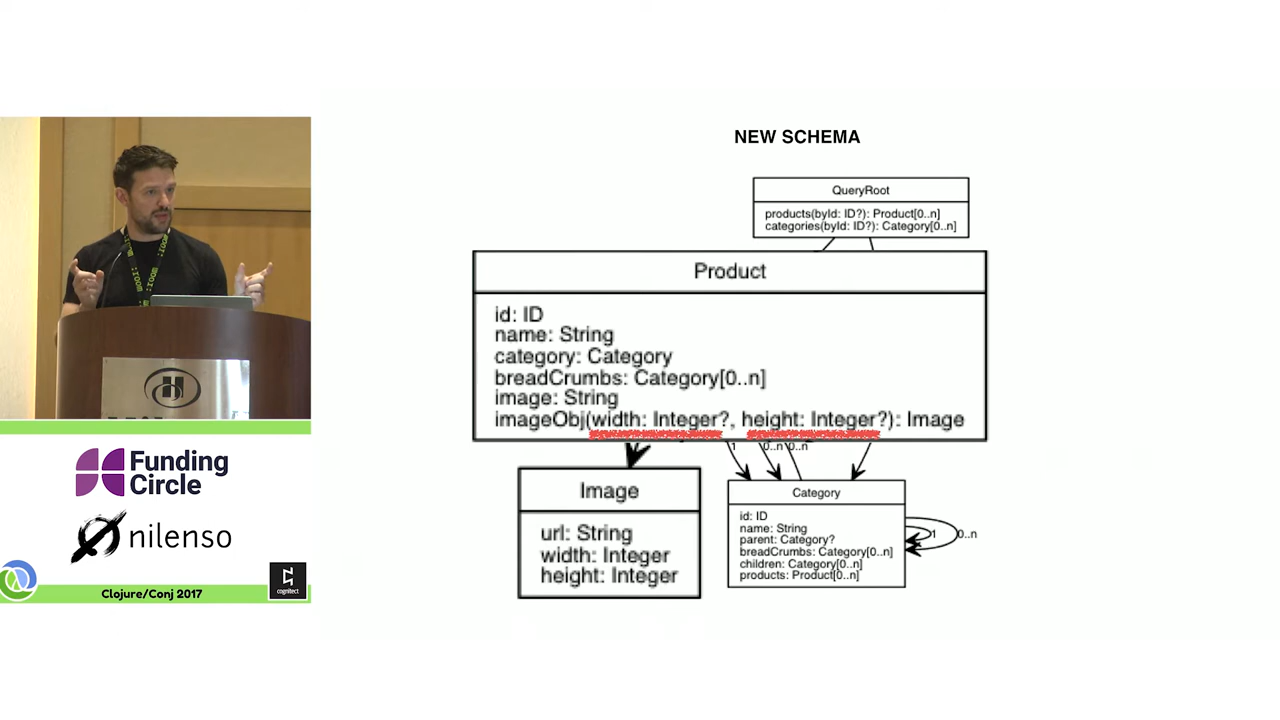 NEW SCHEMA
QueryRoot
products(byId: ID?): Product[0..n]
categories(byId: ID?): Category[0..n]
Product
id: ID
name: String
category: Category
breadCrumbs: Category[0..n]
image: String
imageObj(width: Integer?, height: Integer?): Image
1
0..n
0..n
Image
url: String
width: Integer
height: Integer
Category
id: ID
name: String
parent: Category?
breadCrumbs: Category[0..n]
children: Category[0..n]
products: Product[0..n]
1
0..n
Funding
Circle
nilenso
Clojure/Conj 2017
cognitect